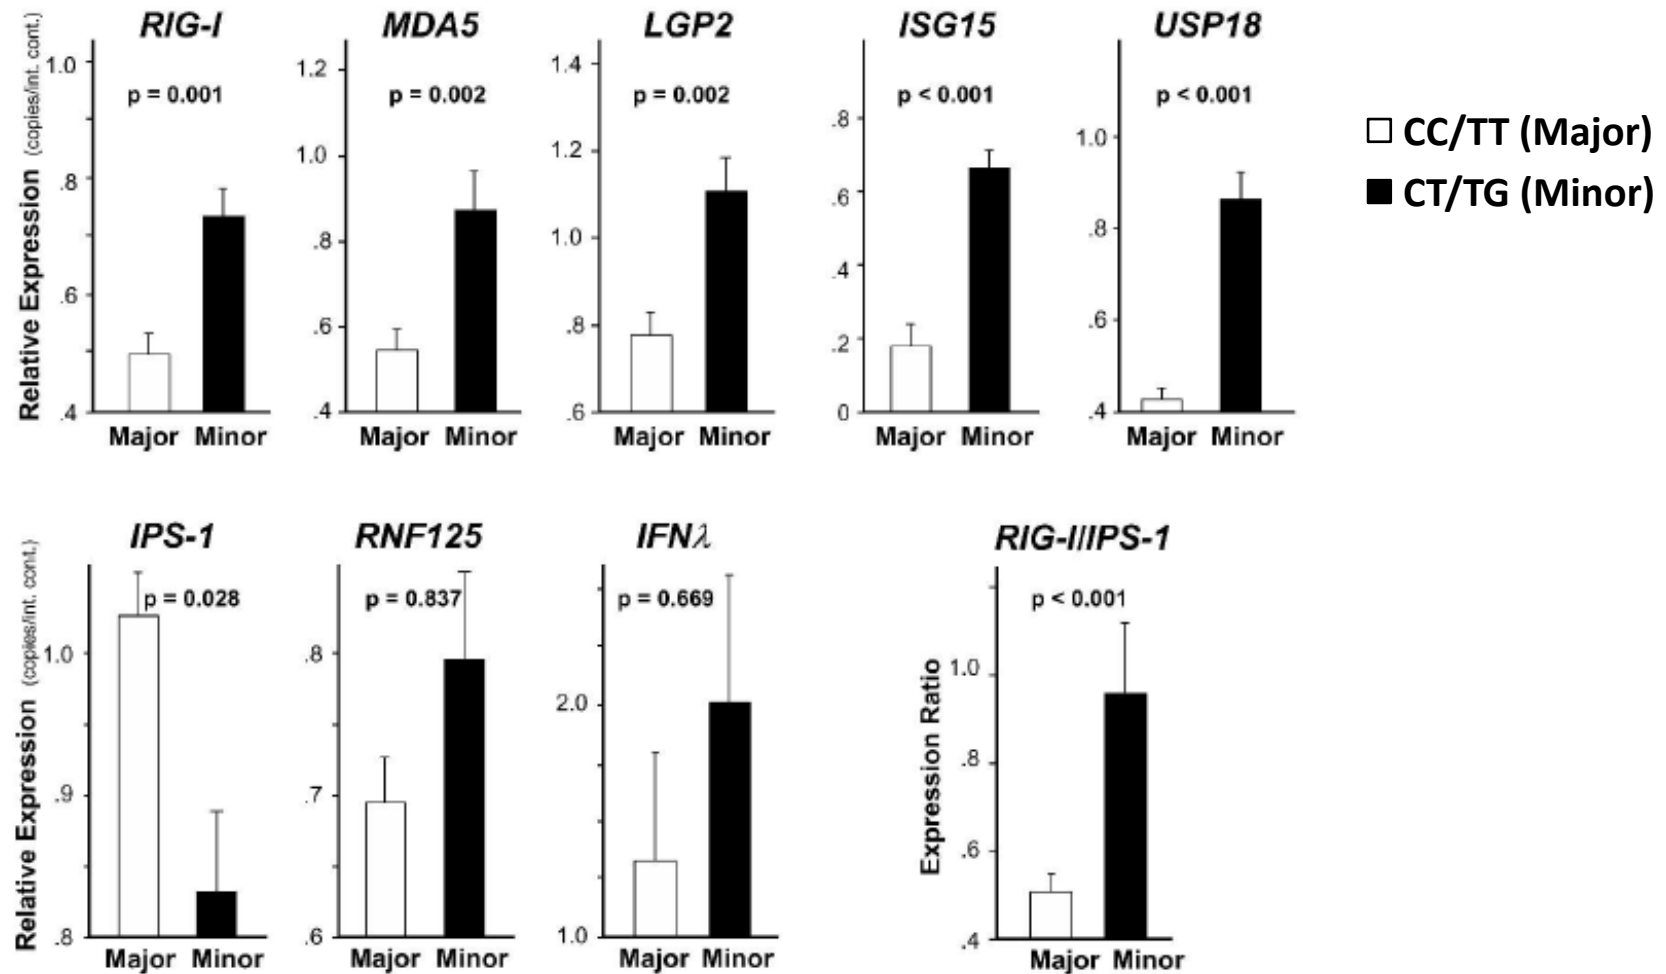 RIG-I MDA5 LGP2 ISG15 USP18
Relative Expression (copies/int. cont.)
1.0
.8
.6
.4
p = 0.001
Major Minor
1.2
1.0
.8
.6
.4
p = 0.002
Major Minor
1.4
1.2
1.0
.8
.6
p = 0.002
Major Minor
.8
.6
.4
.2
0
p < 0.001
Major Minor
1.0
.8
.6
.4
p < 0.001
Major Minor
CC/TT (Major)
CT/TG (Minor)
IPS-1 RNF125 IFNλ RIG-I/IPS-1
Relative Expression (copies/int. cont.)
1.0
.9
.8
p = 0.028
Major Minor
.8
.7
.6
p = 0.837
Major Minor
2.0
1.0
p = 0.669
Major Minor
Expression Ratio
1.0
.8
.6
.4
p < 0.001
Major Minor